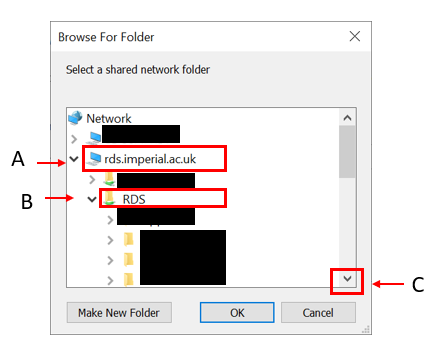 Browse For Folder
Select a shared network folder
Network
A
rds.imperial.ac.uk
B
RDS
C
Make New Folder
OK
Cancel